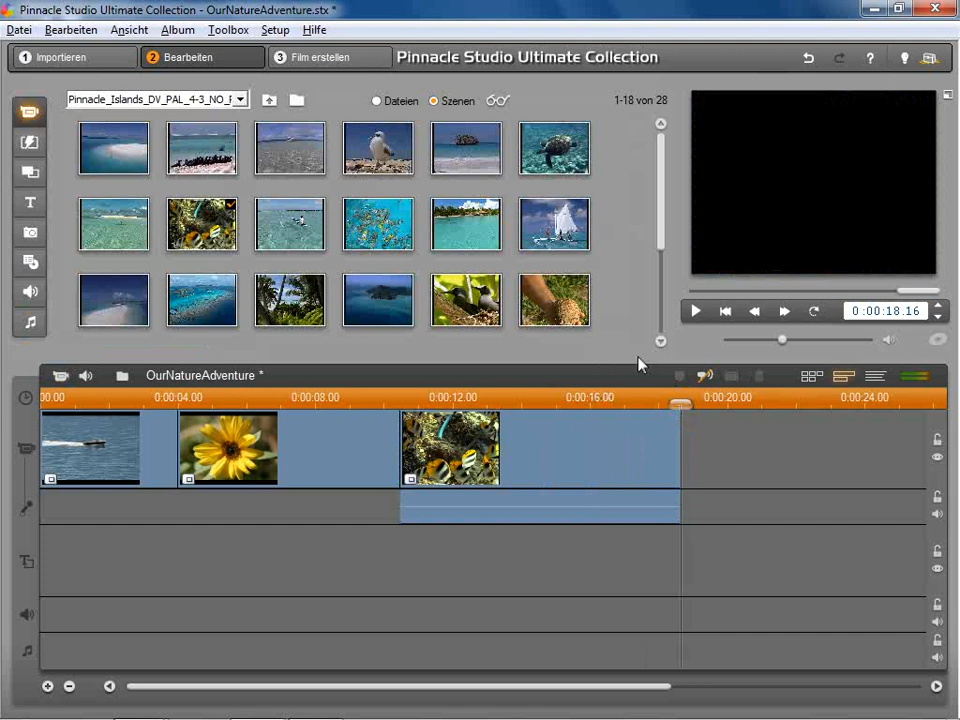 Pinnacle Studio Ultimate Collection - OurNatureAdventure.stx *
Datei Bearbeiten Ansicht Album Toolbox Setup Hilfe
1 Importieren 2 Bearbeiten 3 Film erstellen Pinnacle Studio Ultimate Collection ?
Pinnacle_Islands_DV_PAL_4-3_NO_F Dateien Szenen 1-18 von 28
T
0:00:18.16
OurNatureAdventure *
00.00 0:00:04.00 0:00:08.00 0:00:12.00 0:00:16.00 0:00:20.00 0:00:24.00